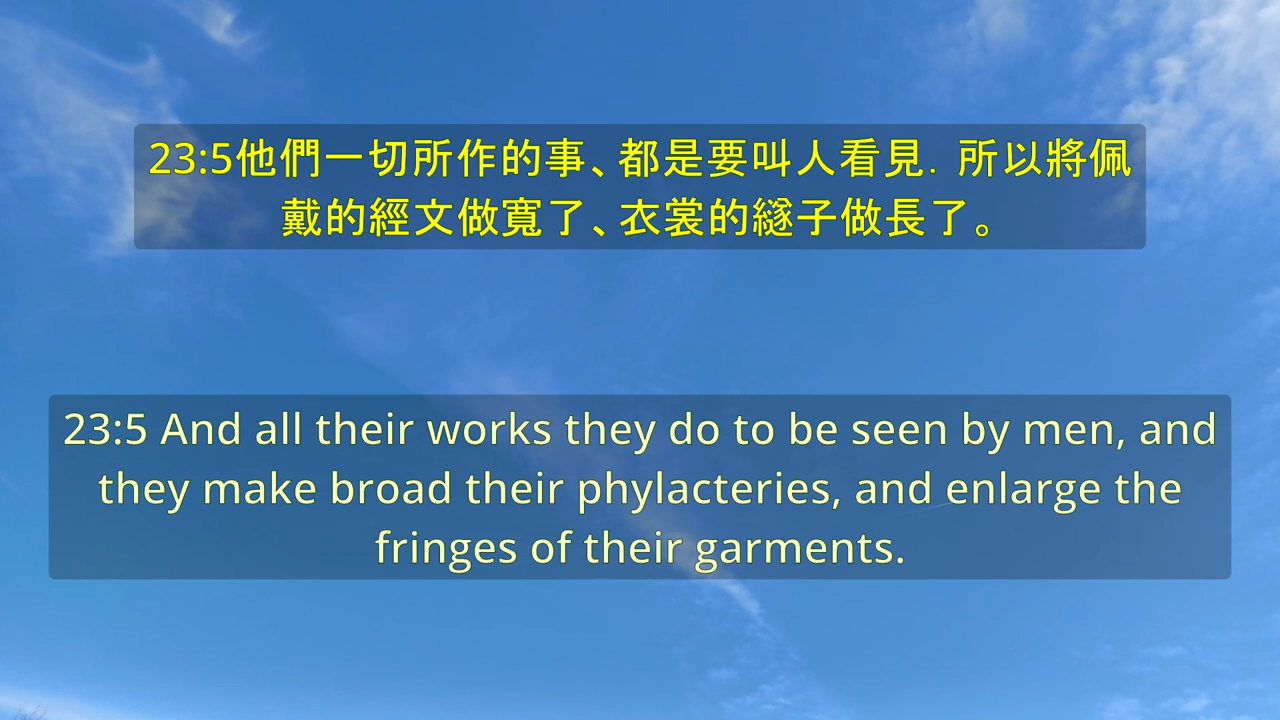 23:5他們一切所作的事、都是要叫人看見．所以將佩
戴的經文做寬了、衣裳的繸子做長了。
23:5 And all their works they do to be seen by men, and
they make broad their phylacteries, and enlarge the
fringes of their garments.